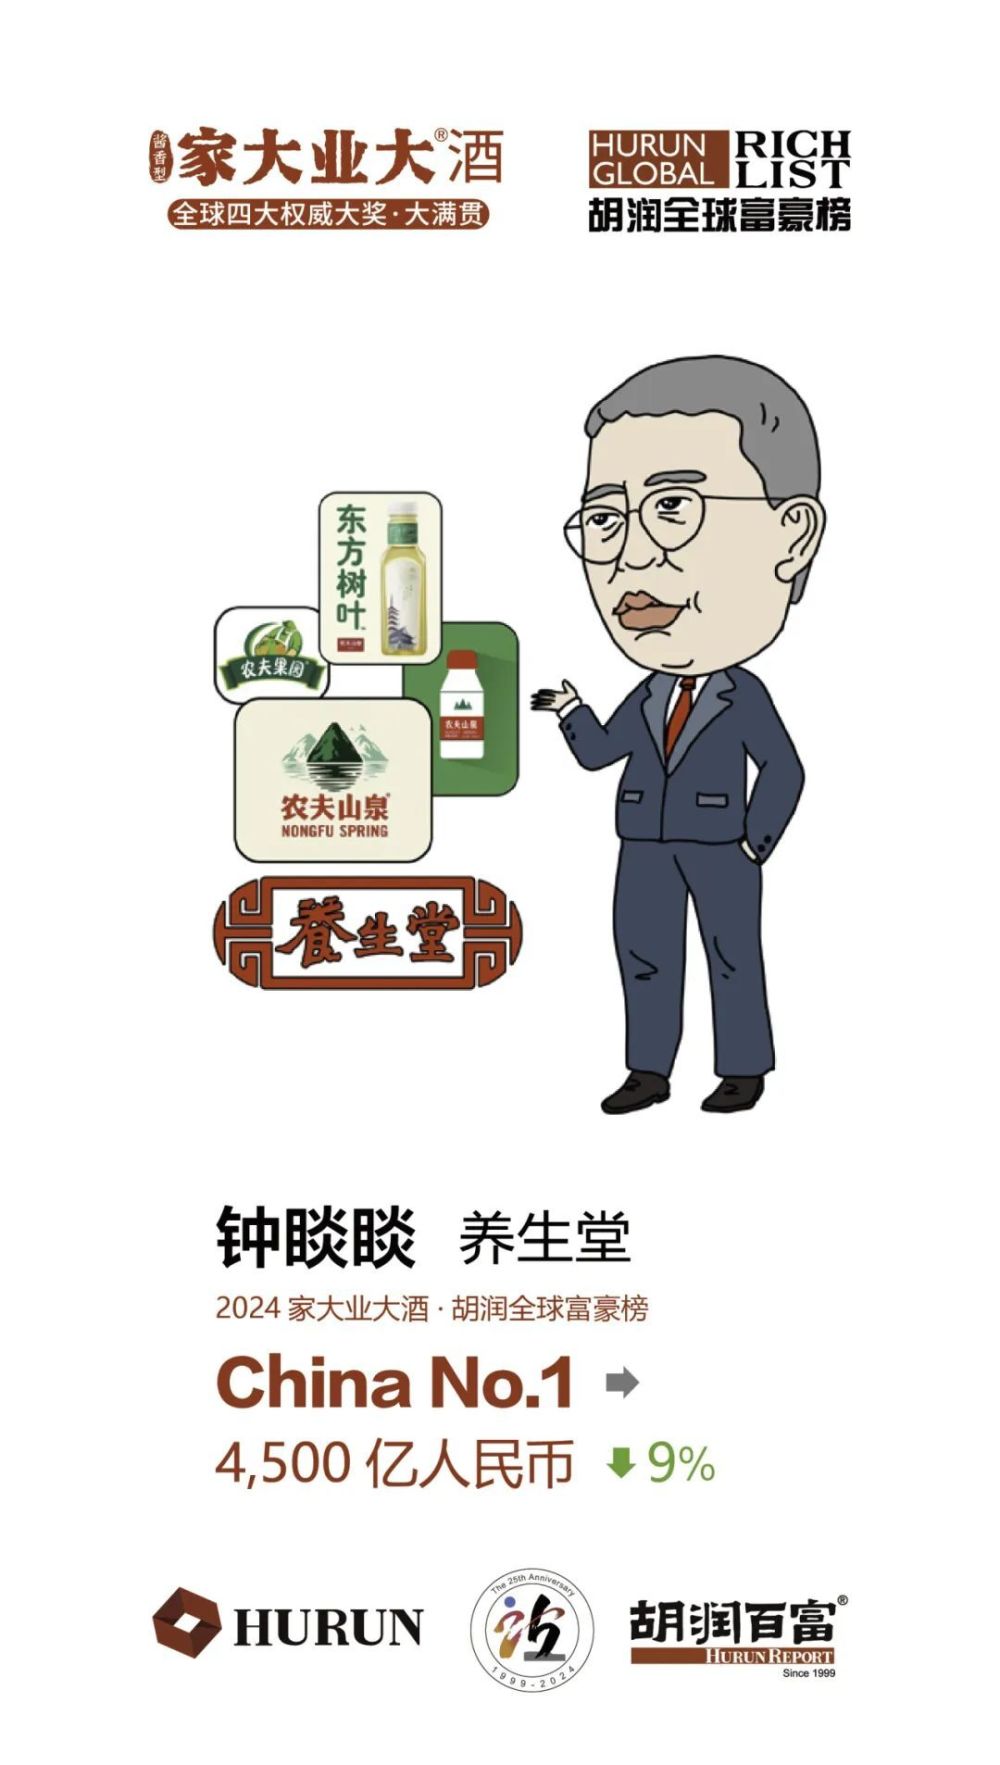 酱香型
家大业大®酒
全球四大权威大奖·大满贯
HURUN GLOBAL RICH LIST
胡润全球富豪榜
东方树叶
农夫山泉
农夫果园
农夫山泉
农夫山泉
NONGFU SPRING
養生堂
钟睒睒 养生堂
2024 家大业大酒·胡润全球富豪榜
China No.1
4,500 亿人民币 9%
HURUN
The 25th Anniversary
1999-2024
胡润百富®
HURUN REPORT
Since 1999